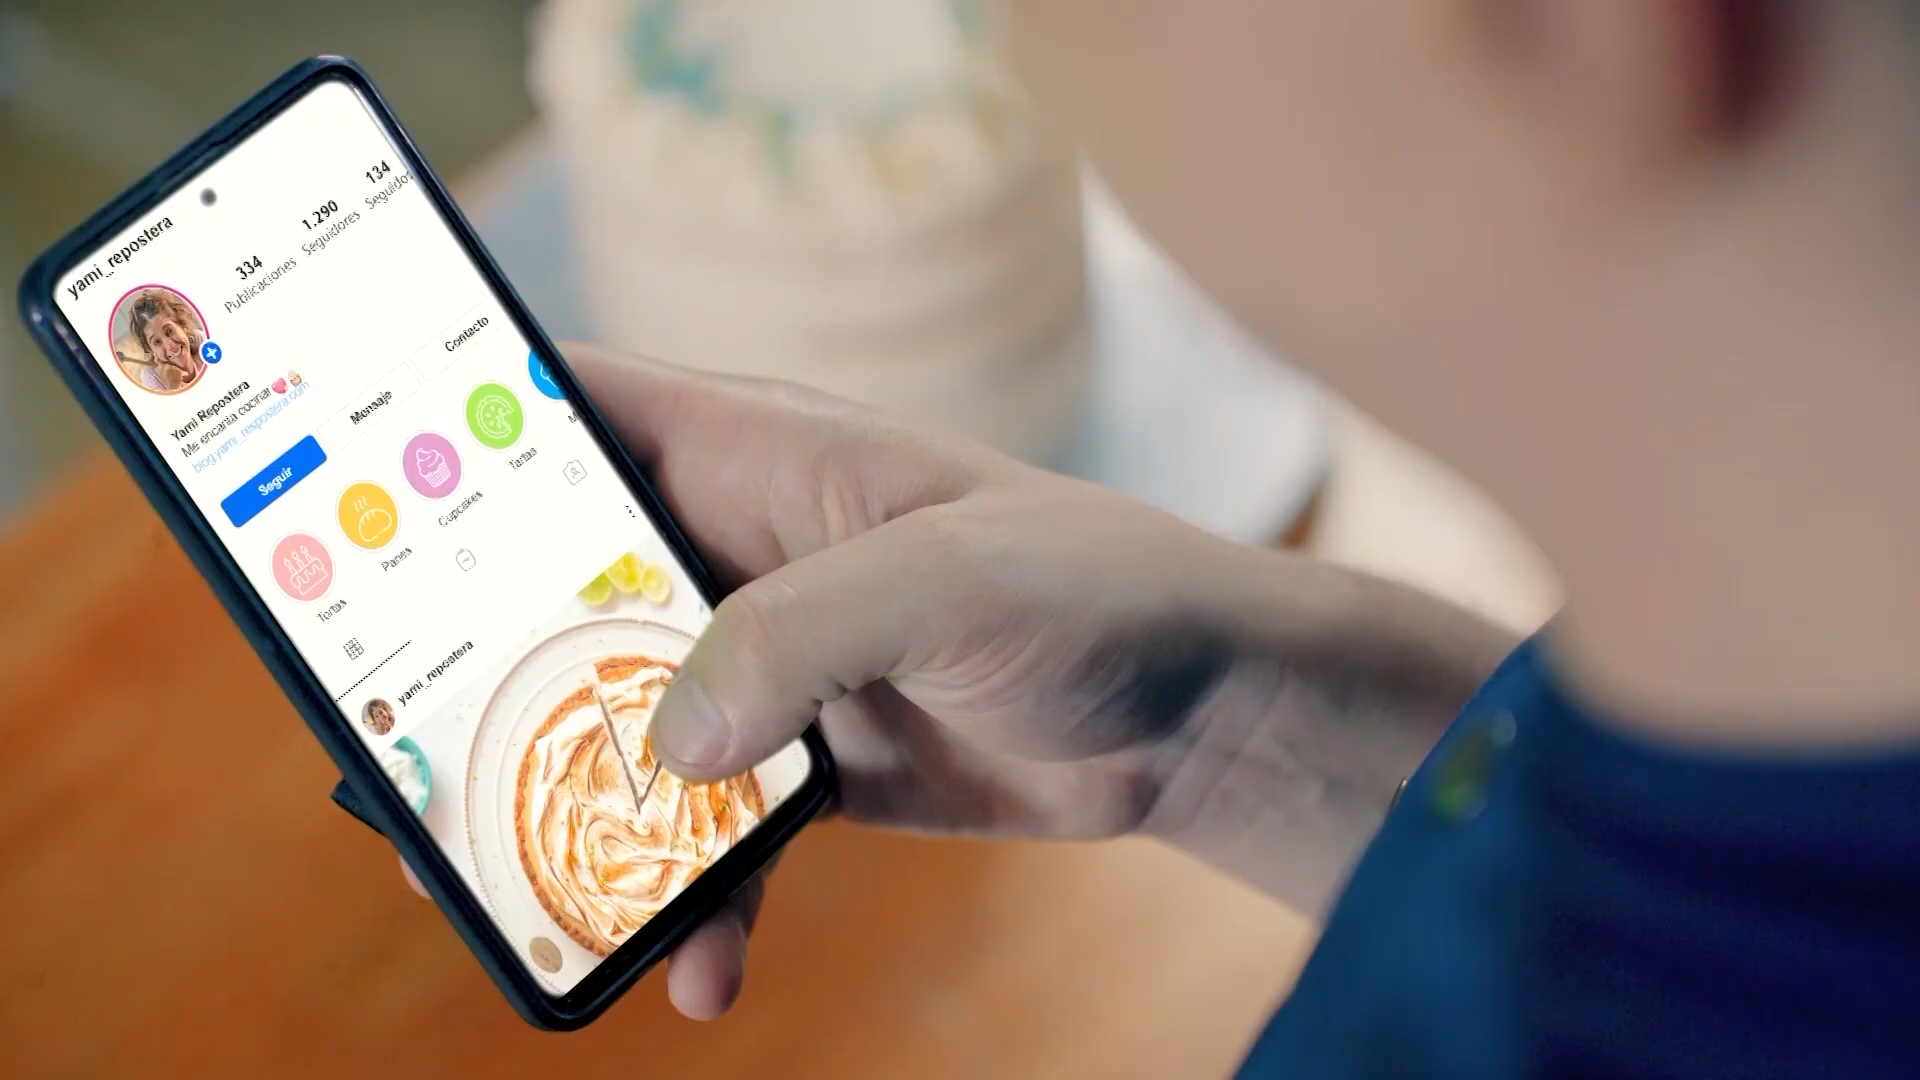 yami_repostera
334
Publicaciones
1.290
Seguidores
134
Seguidos
Yami Repostera
Me encanta cocinar
blog.yami_respostera.com
Seguir
Mensaje
Contacto
Tortas
Panes
Cupcakes
Tartas
M
yami_repostera